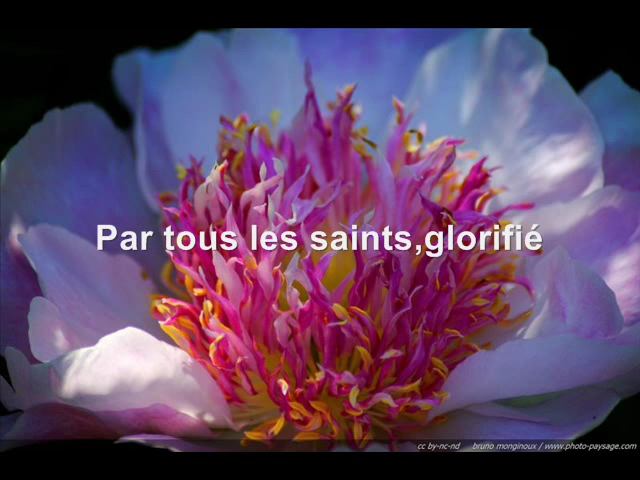 Par tous les saints,glorifié
cc by-nc-nd bruno monginoux / www.photo-paysage.com